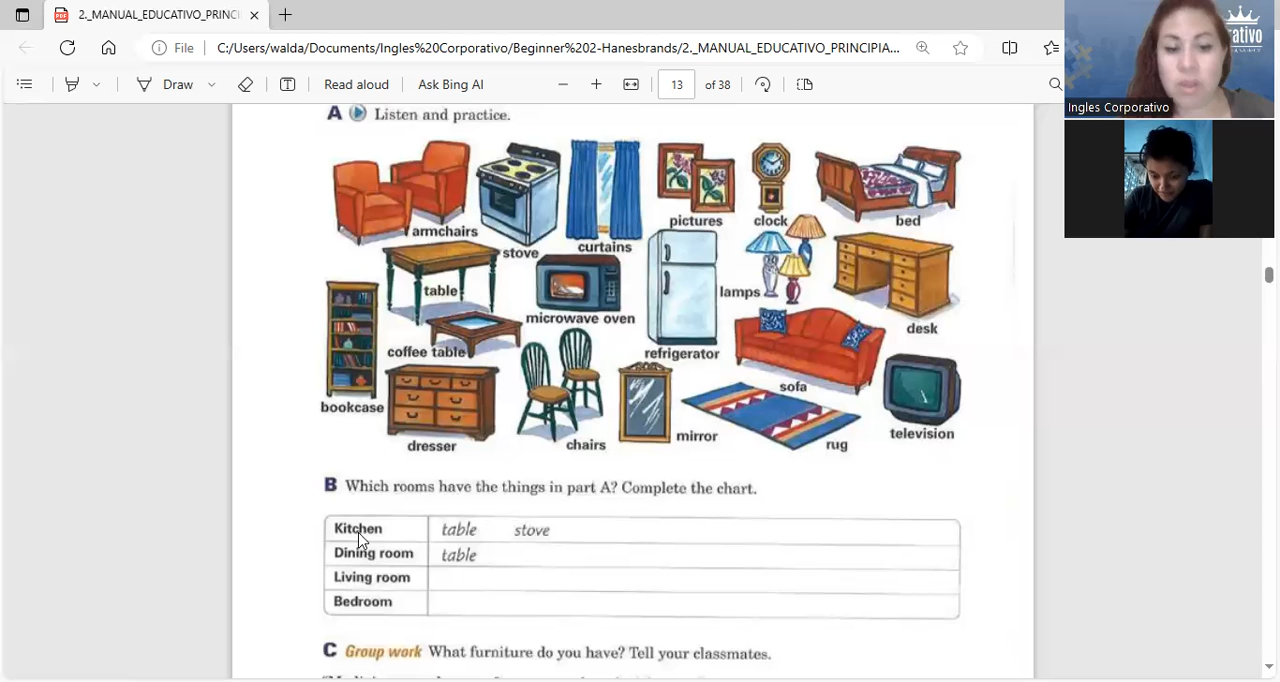 2._MANUAL_EDUCATIVO_PRINCI
File
C:/Users/walda/Documents/Ingles%20Corporativo/Beginner%202-Hanesbrands/2._MANUAL_EDUCATIVO_PRINCIPIA...
Draw
Read aloud
Ask Bing AI
13 of 38
Ingles Corporativo
A Listen and practice.
armchairs
stove
curtains
pictures
clock
bed
table
microwave oven
lamps
desk
coffee table
refrigerator
sofa
bookcase
dresser
chairs
mirror
rug
television
B Which rooms have the things in part A? Complete the chart.
Kitchen table stove
Dining room table
Living room
Bedroom
C Group work What furniture do you have? Tell your classmates.